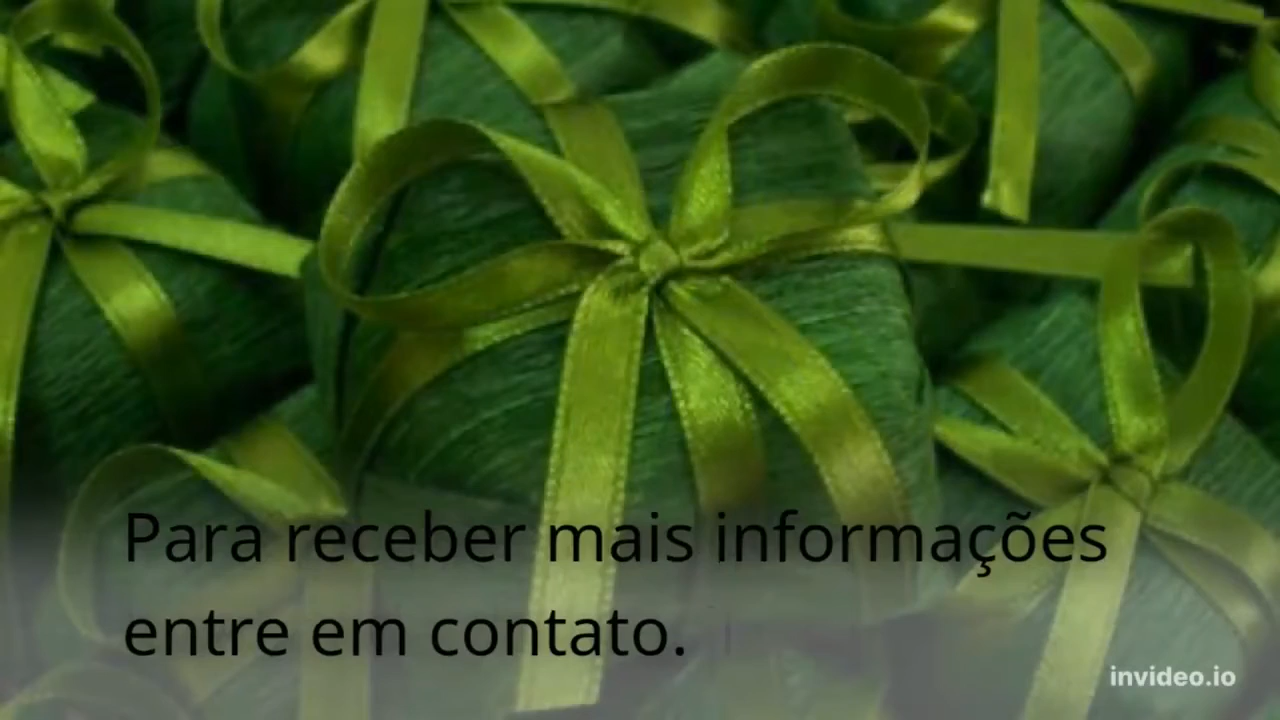 Para receber mais informações
entre em contato.
invideo.io